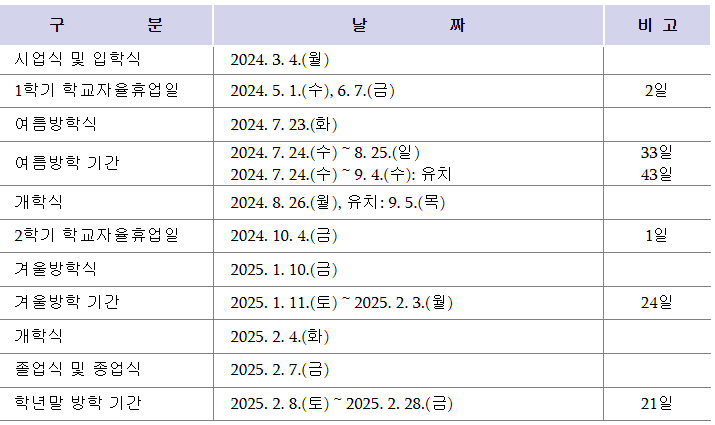 구 분 날 짜 비 고
시업식 및 입학식 2024. 3. 4.(월)
1학기 학교자율휴업일 2024. 5. 1.(수), 6. 7.(금) 2일
여름방학식 2024. 7. 23.(화)
여름방학 기간 2024. 7. 24.(수) ~ 8. 25.(일) 33일
2024. 7. 24.(수) ~ 9. 4.(수): 유치 43일
개학식 2024. 8. 26.(월), 유치: 9. 5.(목)
2학기 학교자율휴업일 2024. 10. 4.(금) 1일
겨울방학식 2025. 1. 10.(금)
겨울방학 기간 2025. 1. 11.(토) ~ 2025. 2. 3.(월) 24일
개학식 2025. 2. 4.(화)
졸업식 및 종업식 2025. 2. 7.(금)
학년말 방학 기간 2025. 2. 8.(토) ~ 2025. 2. 28.(금) 21일